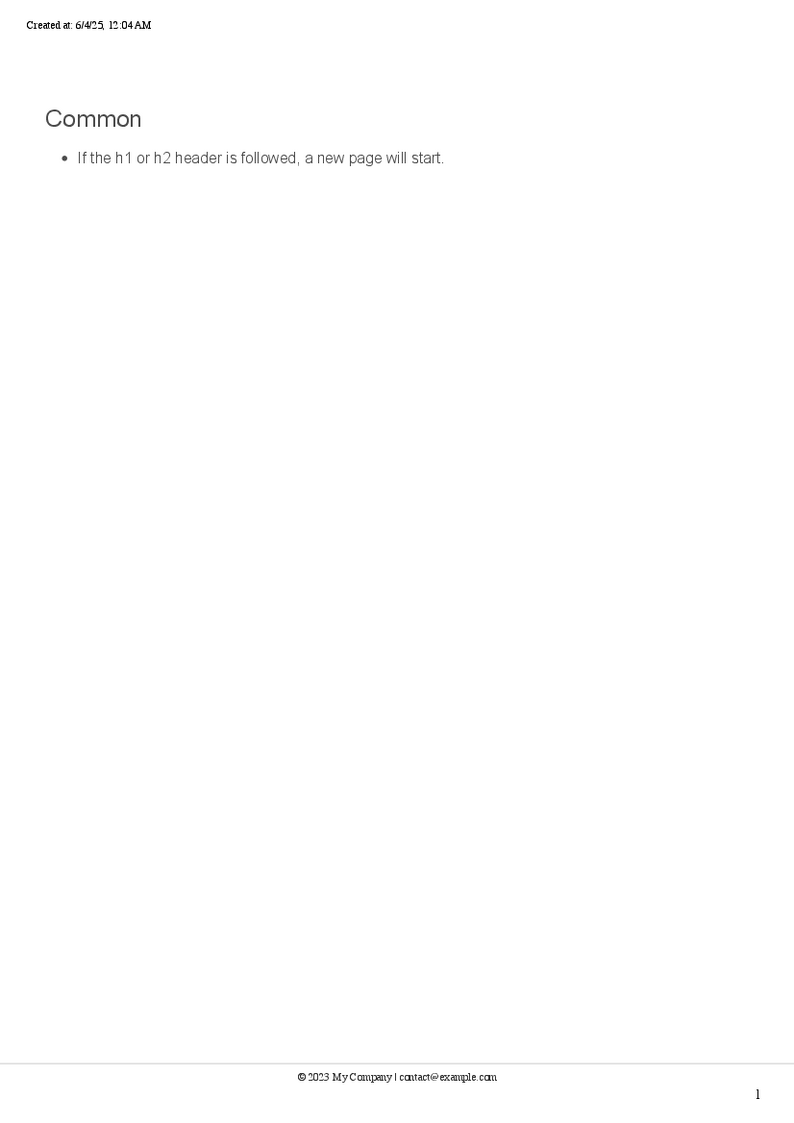 Created at: 6/4/25, 12:04 AM
Common
• If the h1 or h2 header is followed, a new page will start.
© 2023 My Company | contact@example.com
1